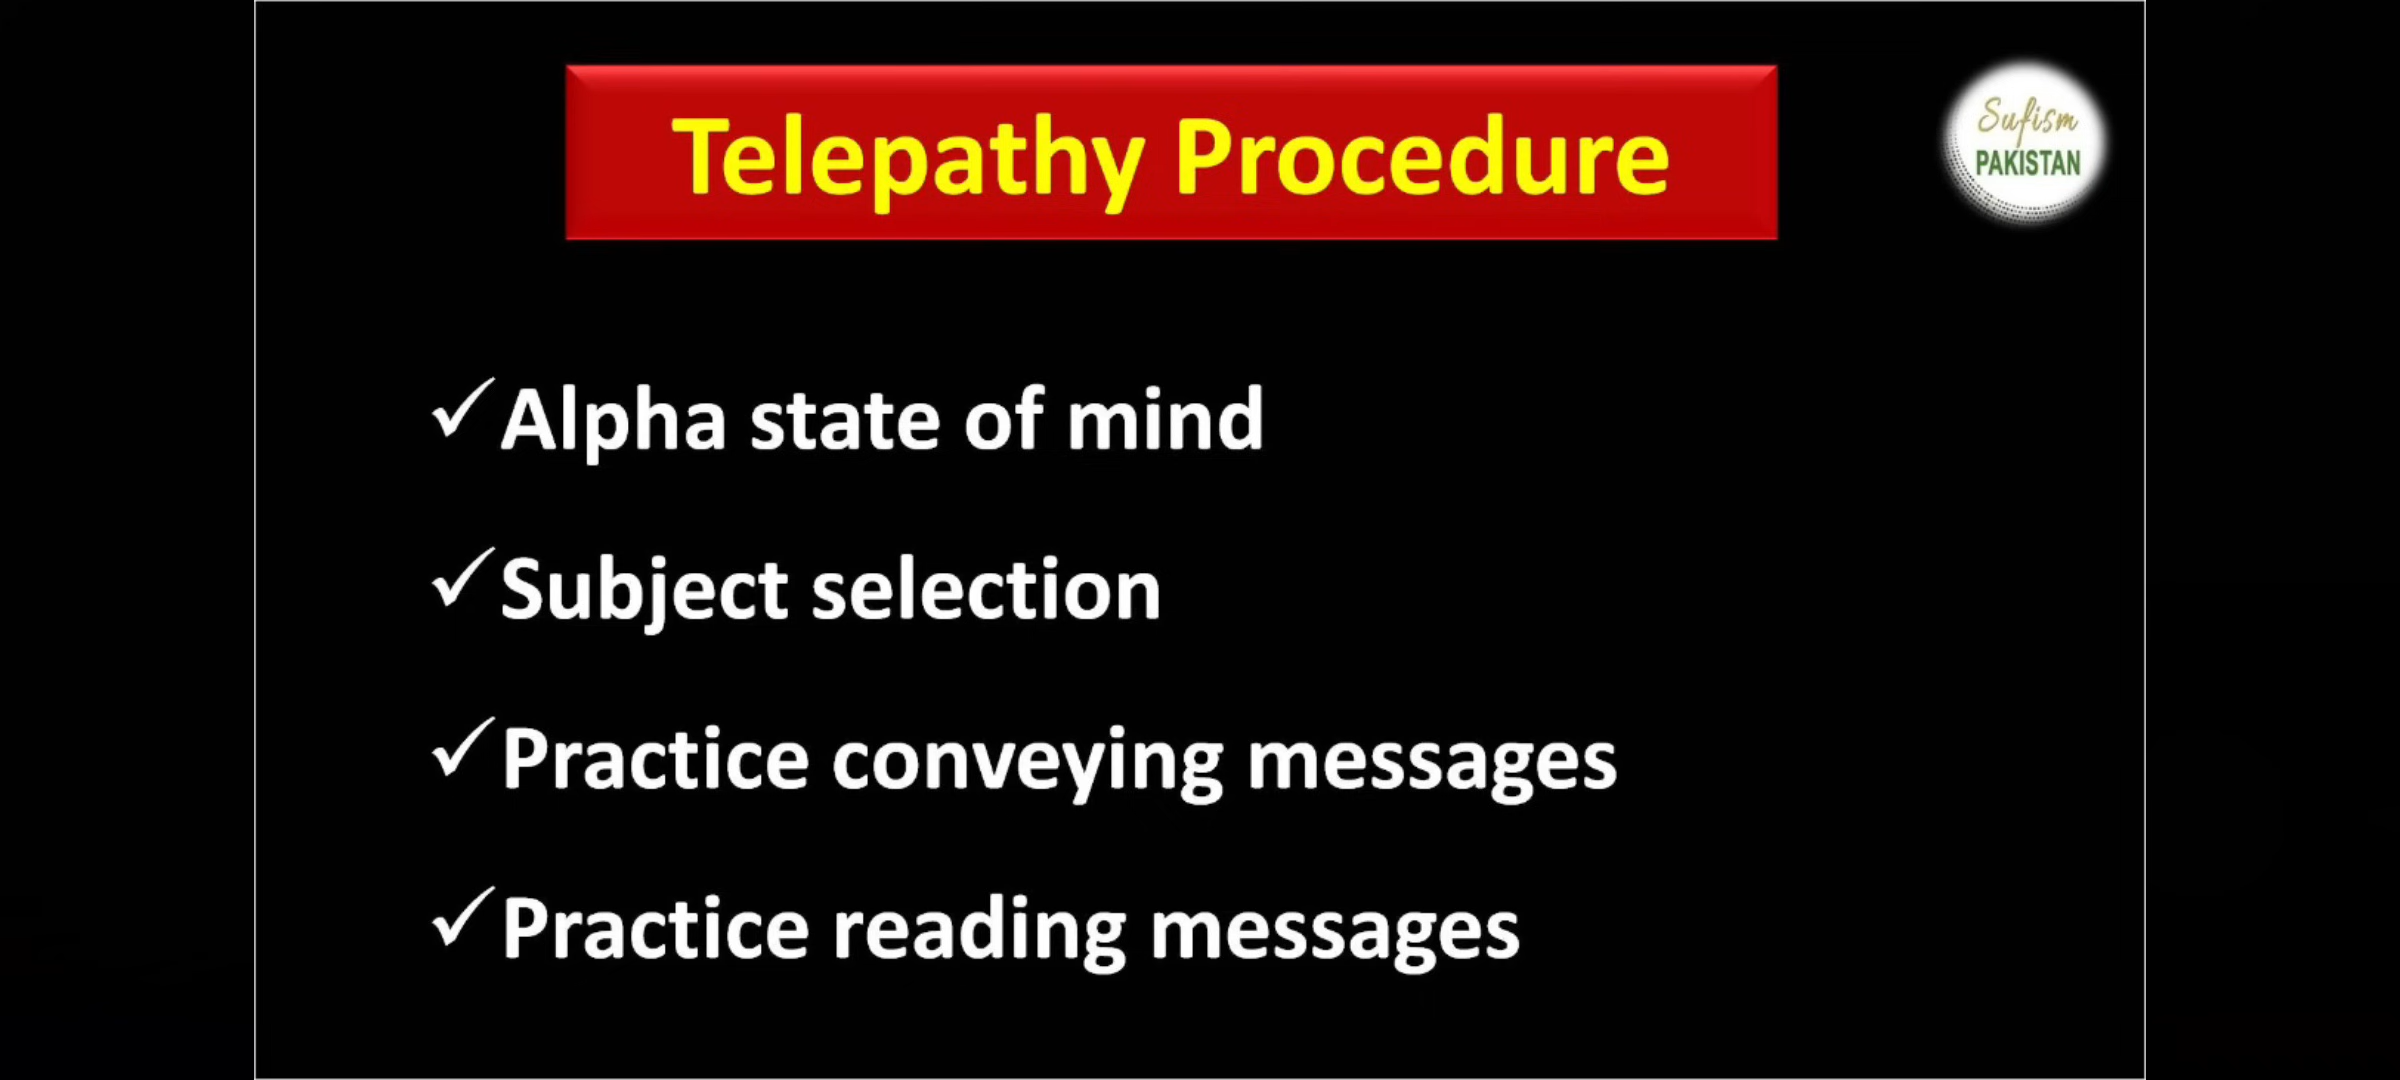 Telepathy Procedure
Sufism
PAKISTAN
✓Alpha state of mind
✓Subject selection
✓Practice conveying messages
✓Practice reading messages